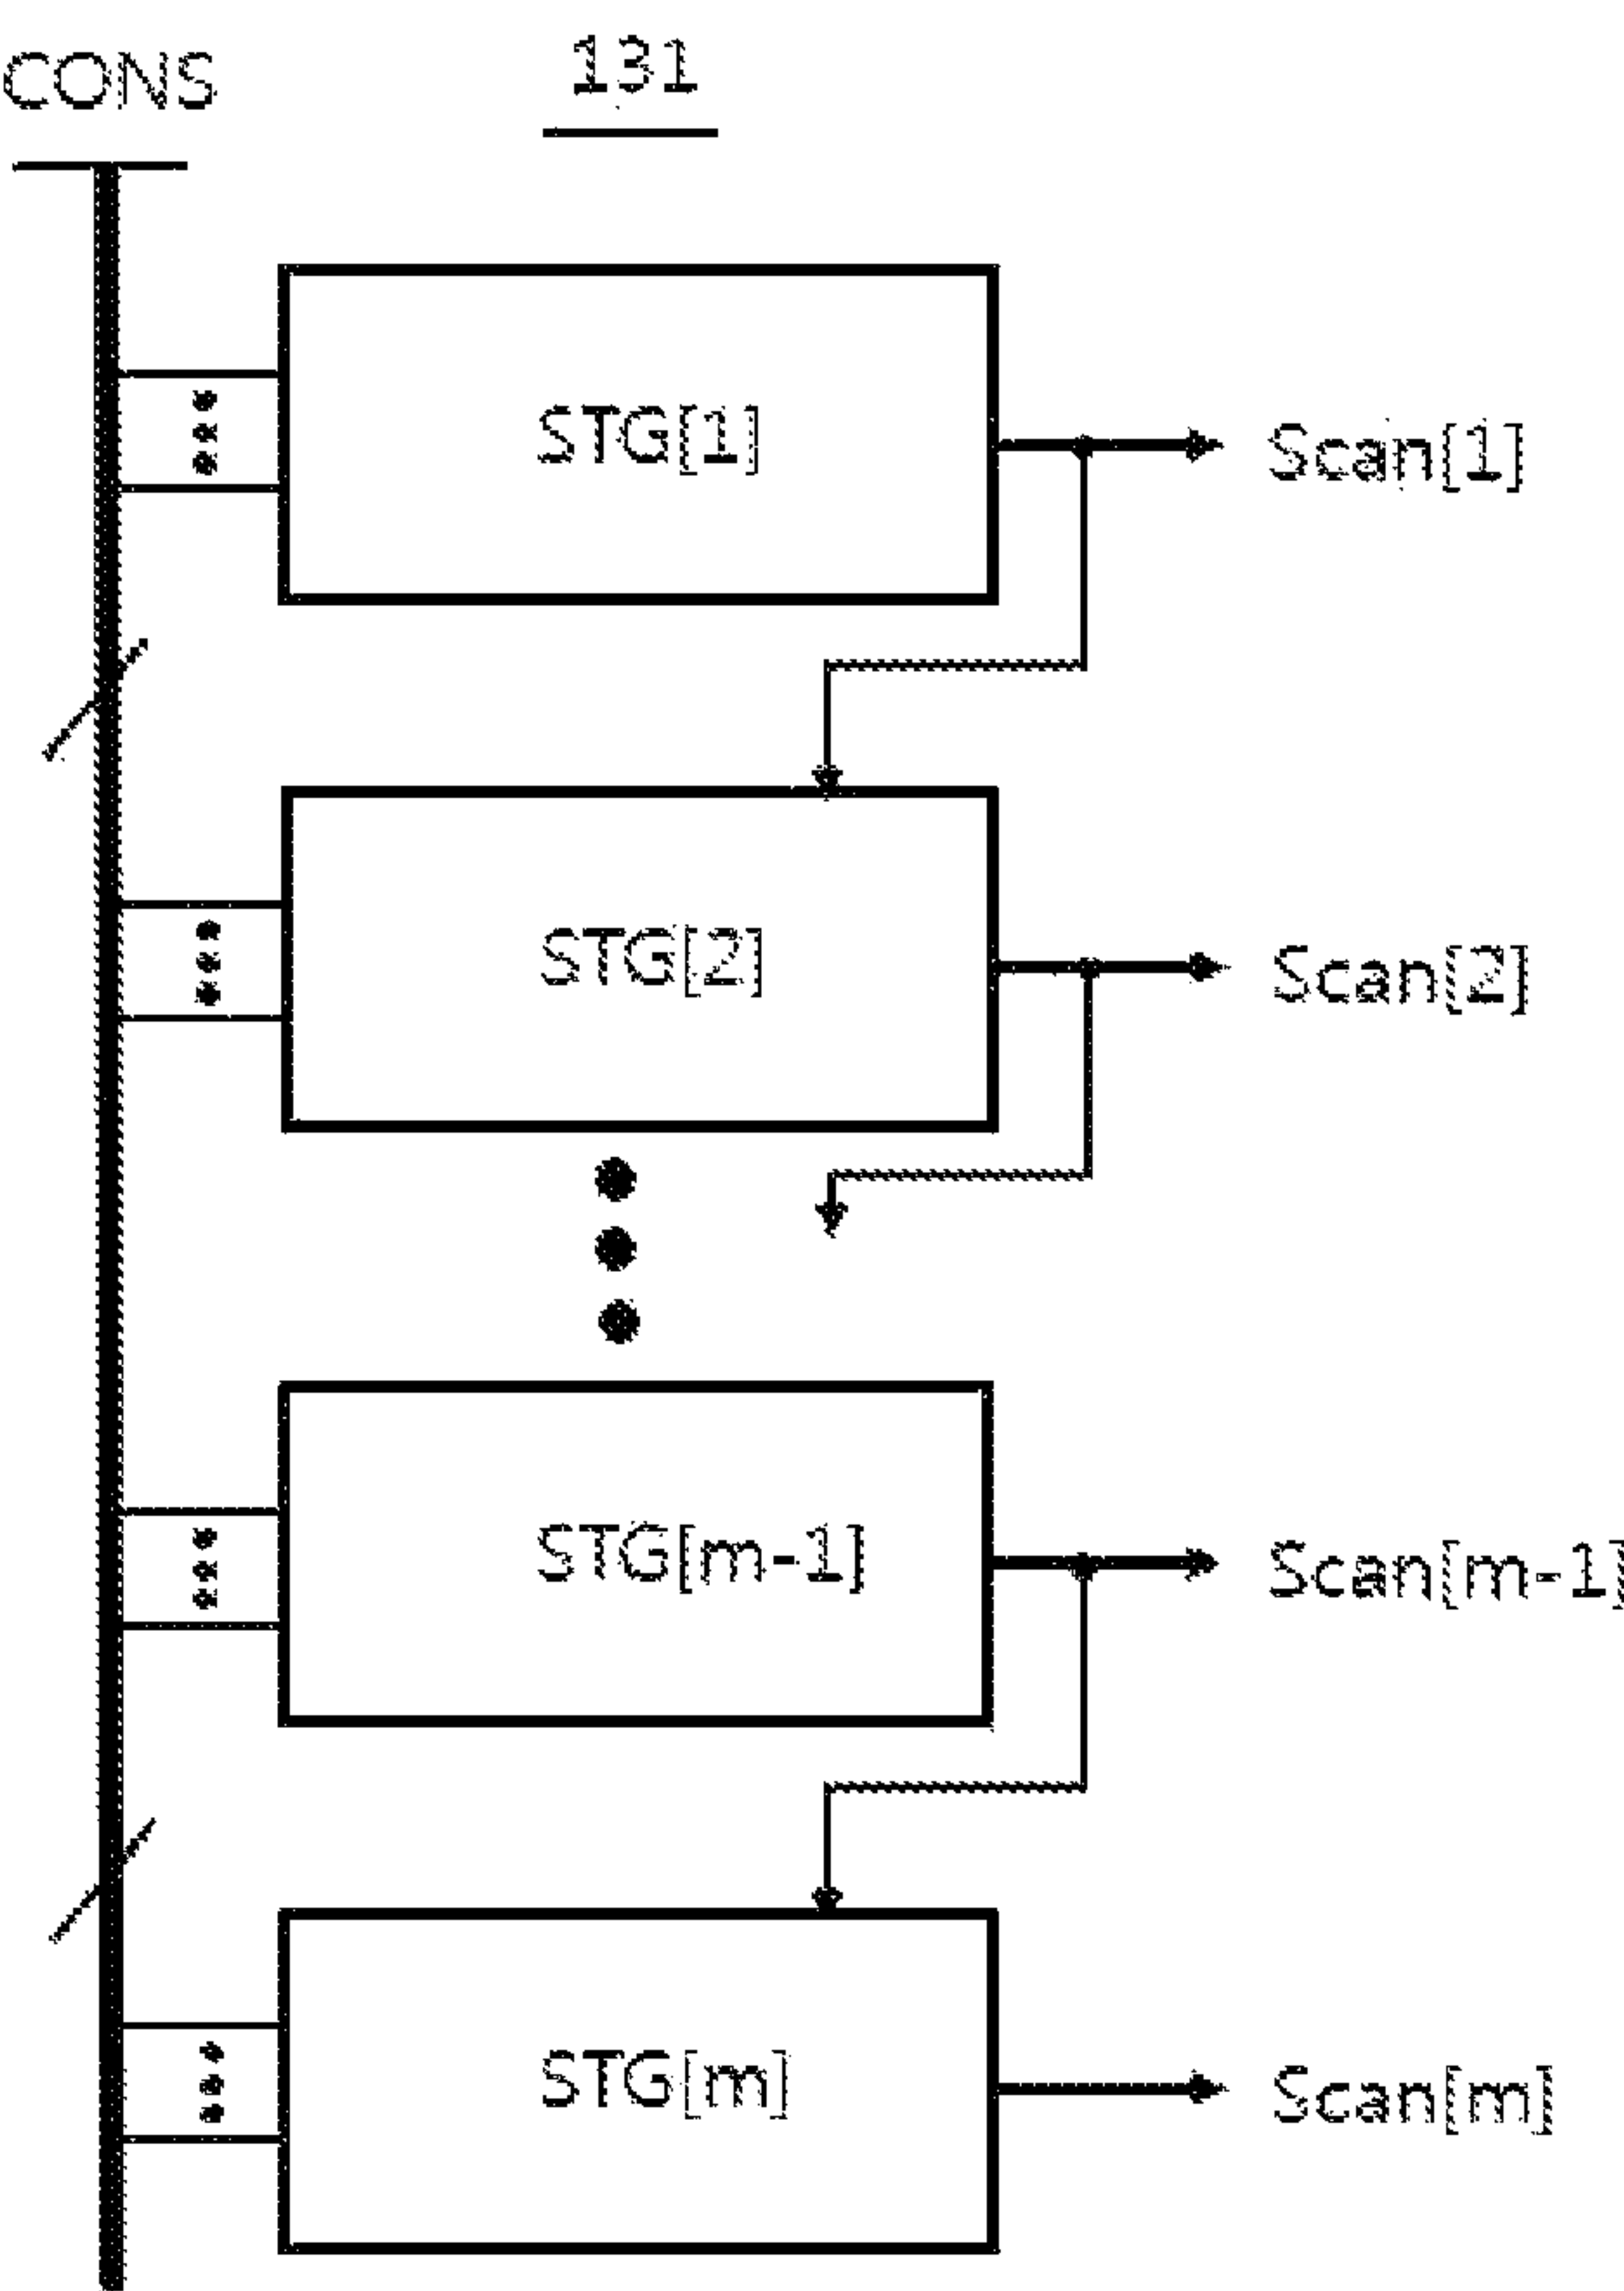 CONS
131
STG[1]
Scan[1]
STG[2]
Scan[2]
STG[m-1]
Scan[m-1]
STG[m]
Scan[m]